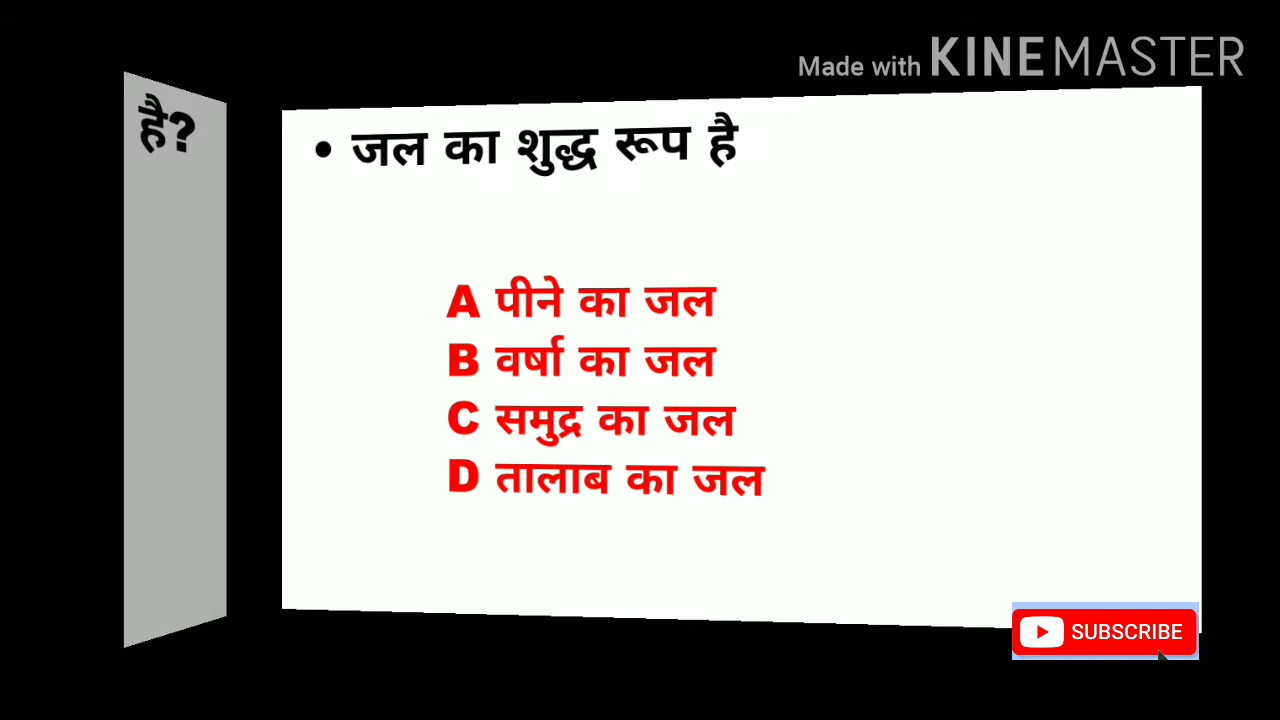 Made with KINEMASTER
है?
• जल का शुद्ध रूप है
A पीने का जल
B वर्षा का जल
C समुद्र का जल
D तालाब का जल
SUBSCRIBE